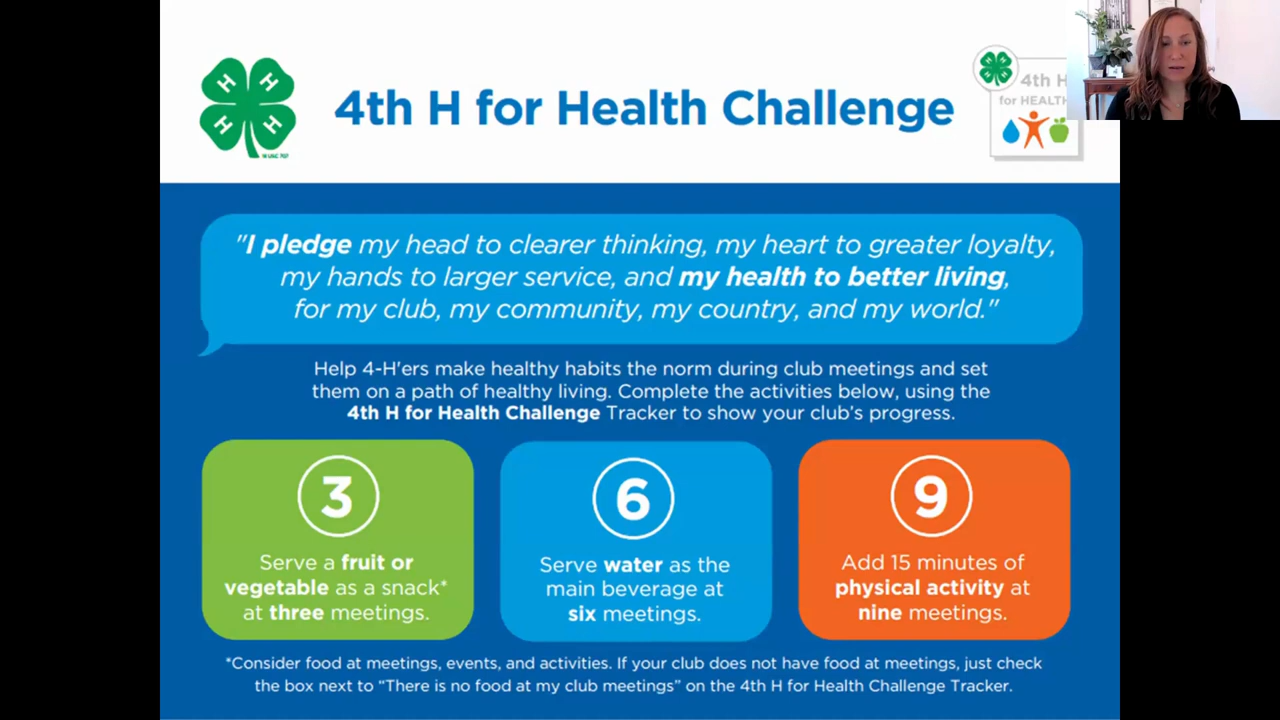 H H
H H
18 USC 707
4th H for Health Challenge
4th H
for HEALTH
"I pledge my head to clearer thinking, my heart to greater loyalty,
my hands to larger service, and my health to better living,
for my club, my community, my country, and my world."
Help 4-H'ers make healthy habits the norm during club meetings and set
them on a path of healthy living. Complete the activities below, using the
4th H for Health Challenge Tracker to show your club's progress.
3
Serve a fruit or
vegetable as a snack*
at three meetings.
6
Serve water as the
main beverage at
six meetings.
9
Add 15 minutes of
physical activity at
nine meetings.
*Consider food at meetings, events, and activities. If your club does not have food at meetings, just check
the box next to “There is no food at my club meetings” on the 4th H for Health Challenge Tracker.